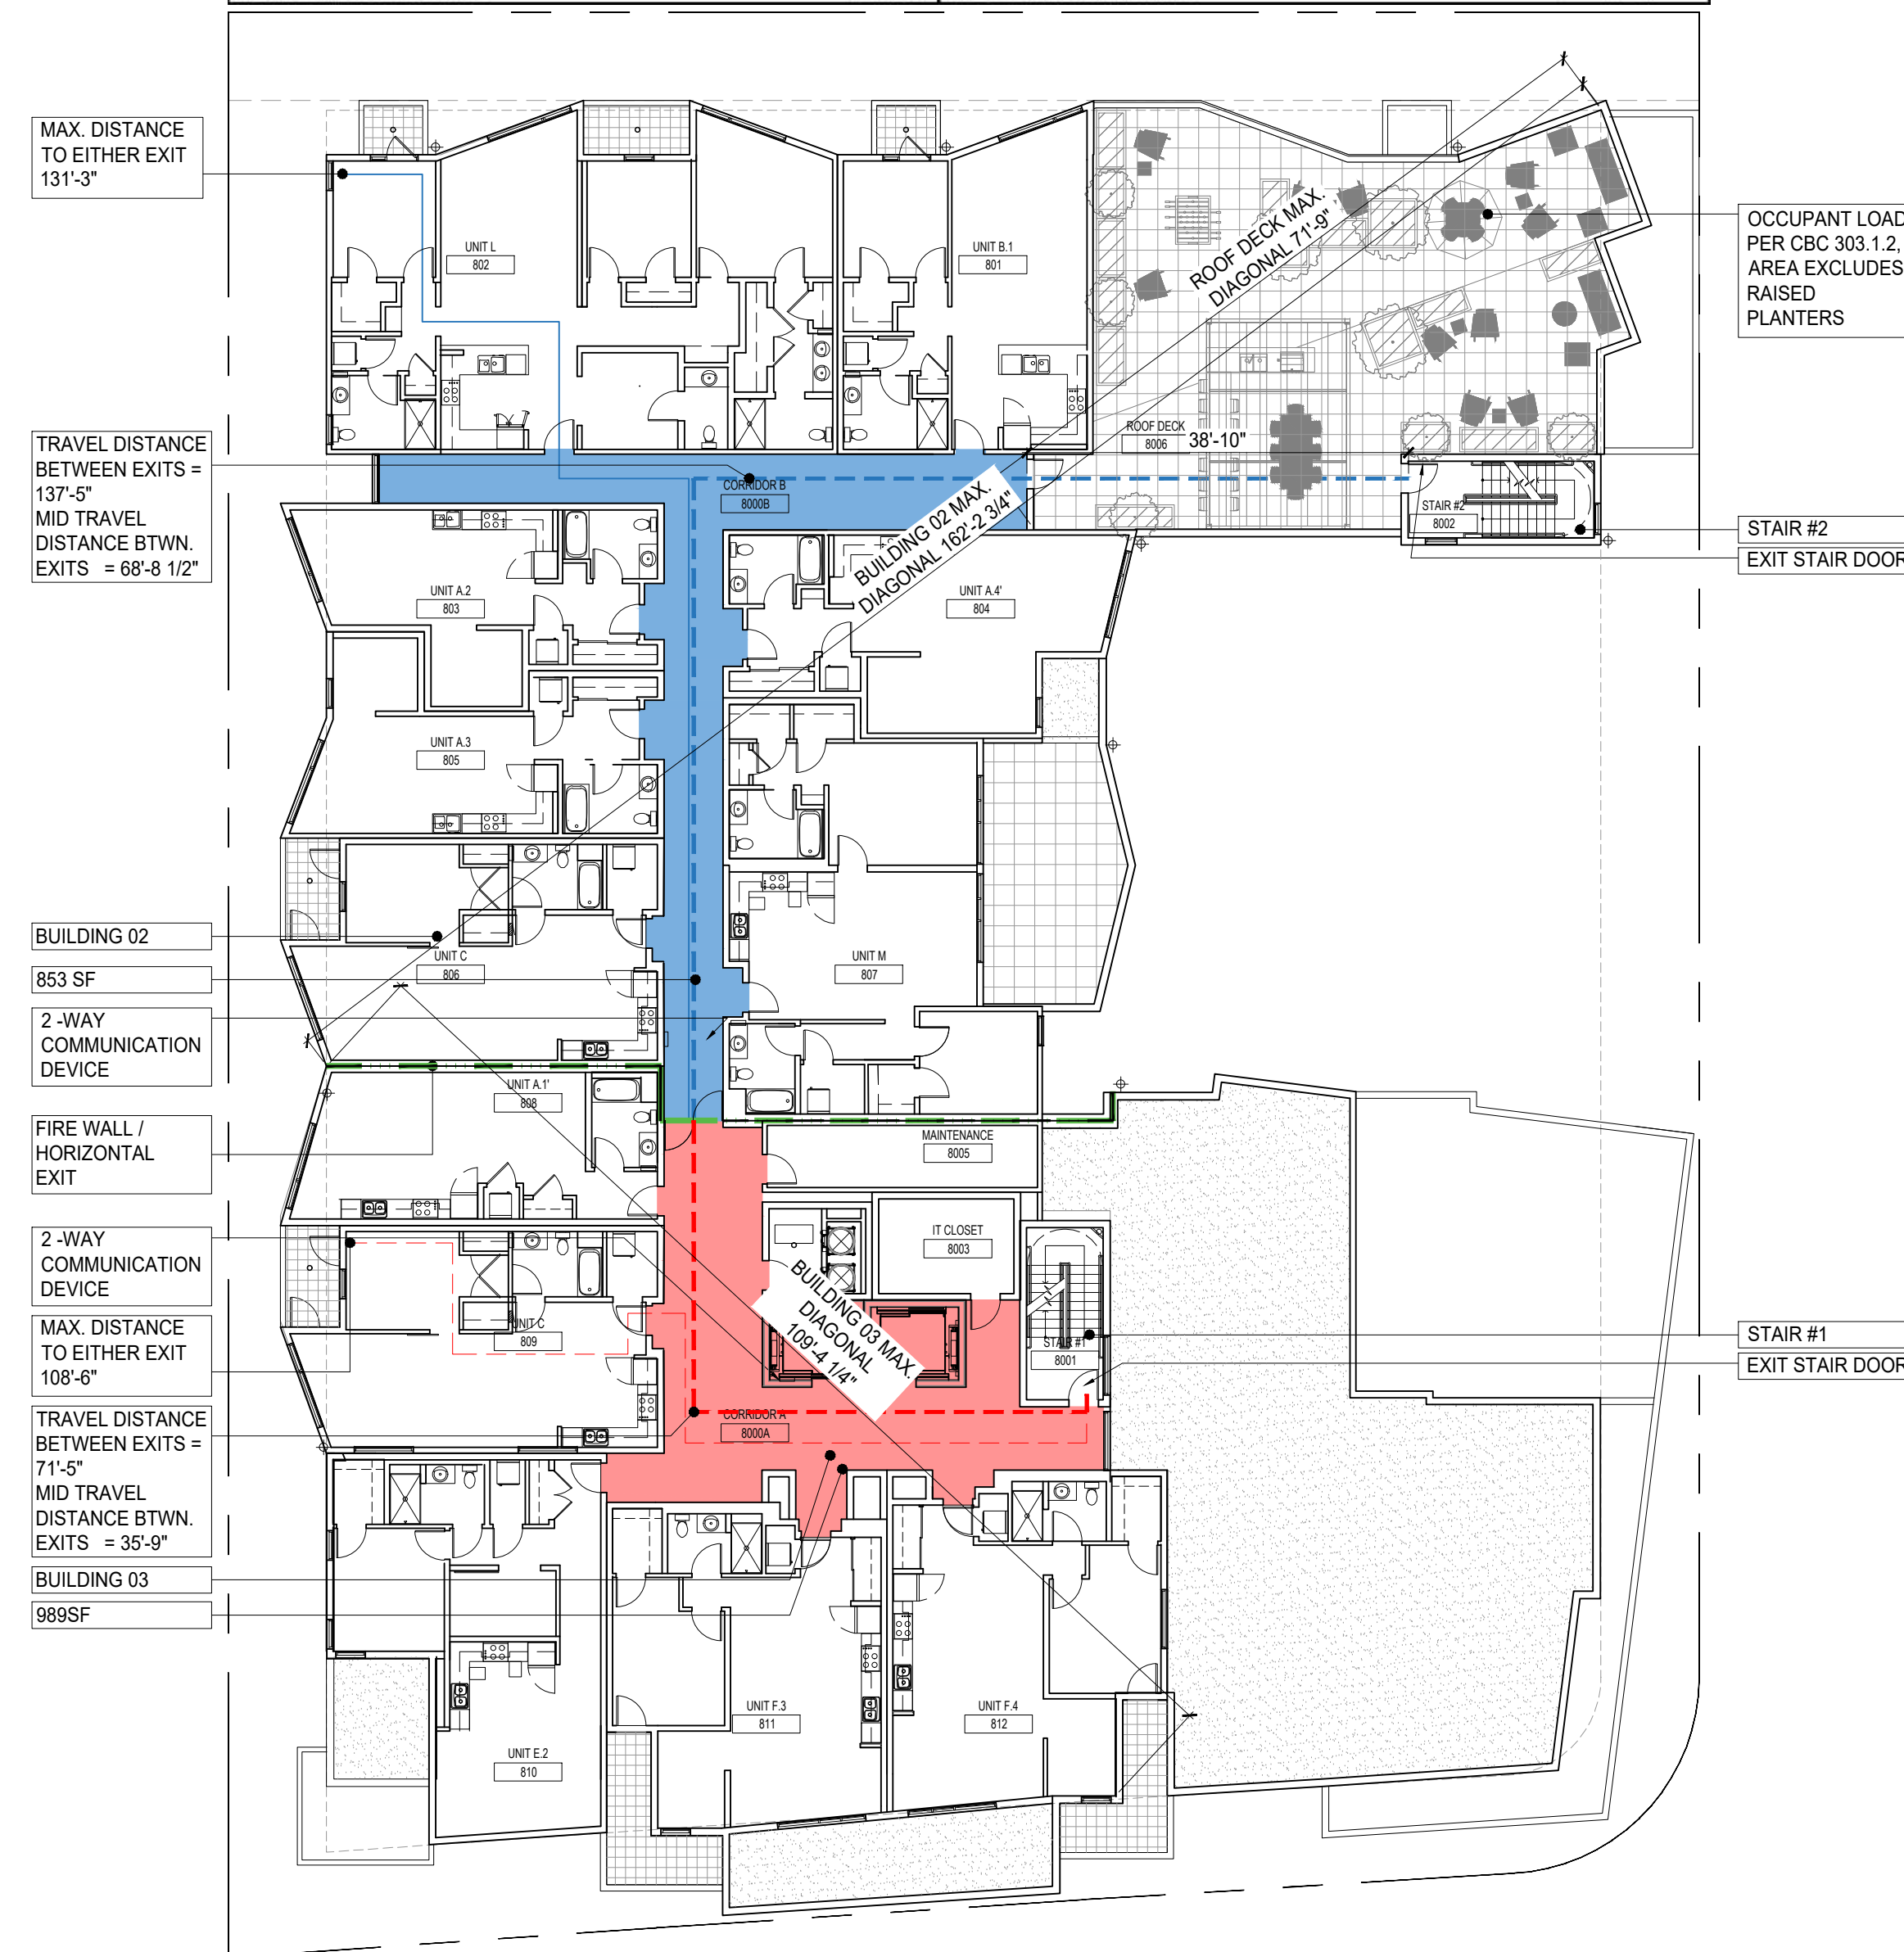 MAX. DISTANCE
TO EITHER EXIT
131'-3"
TRAVEL DISTANCE
BETWEEN EXITS =
137'-5"
MID TRAVEL
DISTANCE BTWN.
EXITS = 68'-8 1/2"
BUILDING 02
853 SF
2 -WAY
COMMUNICATION
DEVICE
FIRE WALL /
HORIZONTAL
EXIT
2 -WAY
COMMUNICATION
DEVICE
MAX. DISTANCE
TO EITHER EXIT
108'-6"
TRAVEL DISTANCE
BETWEEN EXITS =
71'-5"
MID TRAVEL
DISTANCE BTWN.
EXITS = 35'-9"
BUILDING 03
989SF
UNIT L
802
UNIT B.1
801
ROOF DECK MAX.
DIAGONAL 71'-9"
ROOF DECK
8006
38'-10"
CORRIDOR B
8000B
BUILDING 02 MAX.
DIAGONAL 162'-2 3/4"
STAIR #2
8002
UNIT A.2
803
UNIT A.4'
804
UNIT A.3
805
UNIT C
806
UNIT M
807
UNIT A.1'
808
MAINTENANCE
8005
IT CLOSET
8003
BUILDING 03 MAX.
DIAGONAL
109'-4 1/4"
UNIT C
809
STAIR #1
8001
CORRIDOR A
8000A
UNIT E.2
810
UNIT F.3
811
UNIT F.4
812
OCCUPANT LOAD
PER CBC 303.1.2,
AREA EXCLUDES
RAISED
PLANTERS
STAIR #2
EXIT STAIR DOOR
STAIR #1
EXIT STAIR DOOR